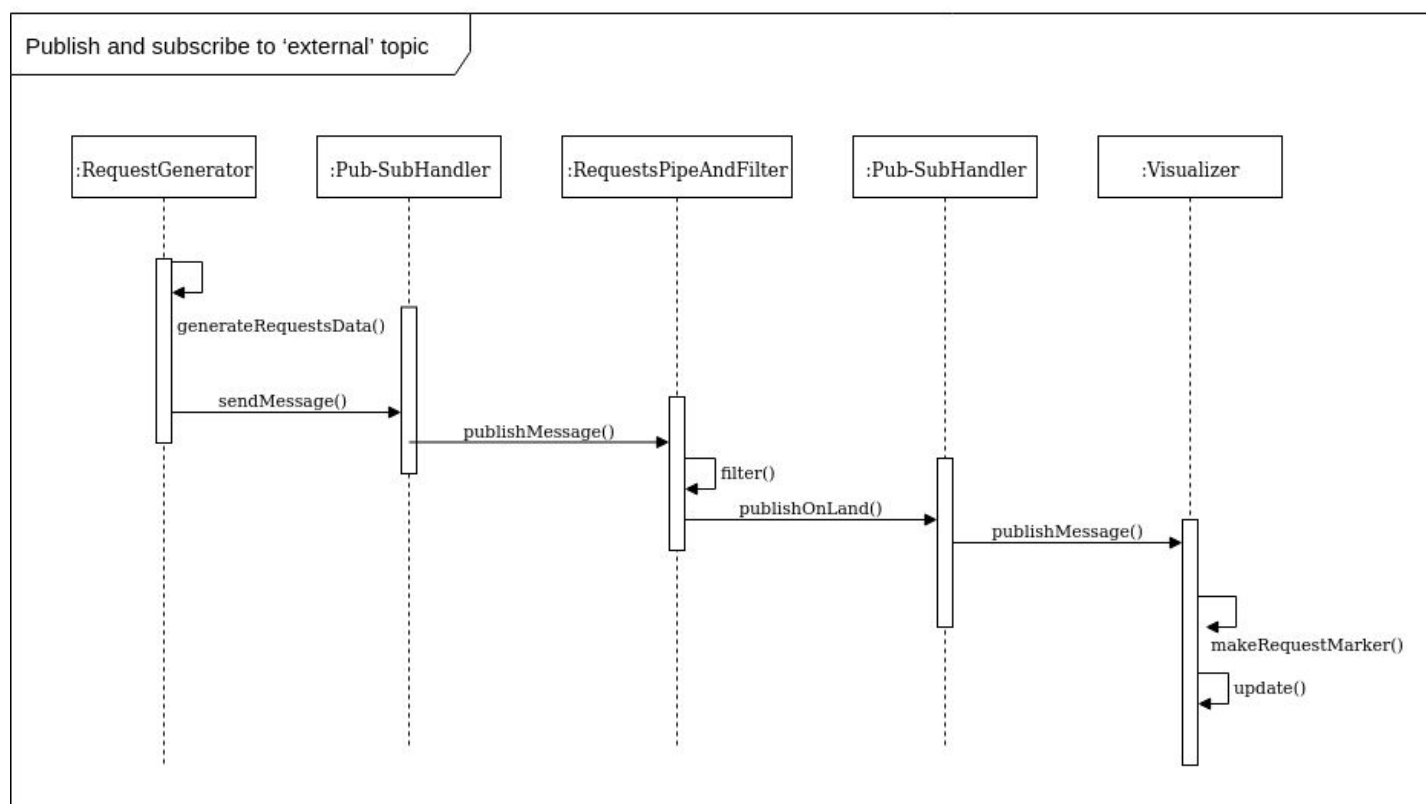 Publish and subscribe to ‘external’ topic
:RequestGenerator
:Pub-SubHandler
:RequestsPipeAndFilter
:Pub-SubHandler
:Visualizer
generateRequestsData()
sendMessage()
publishMessage()
filter()
publishOnLand()
publishMessage()
makeRequestMarker()
update()